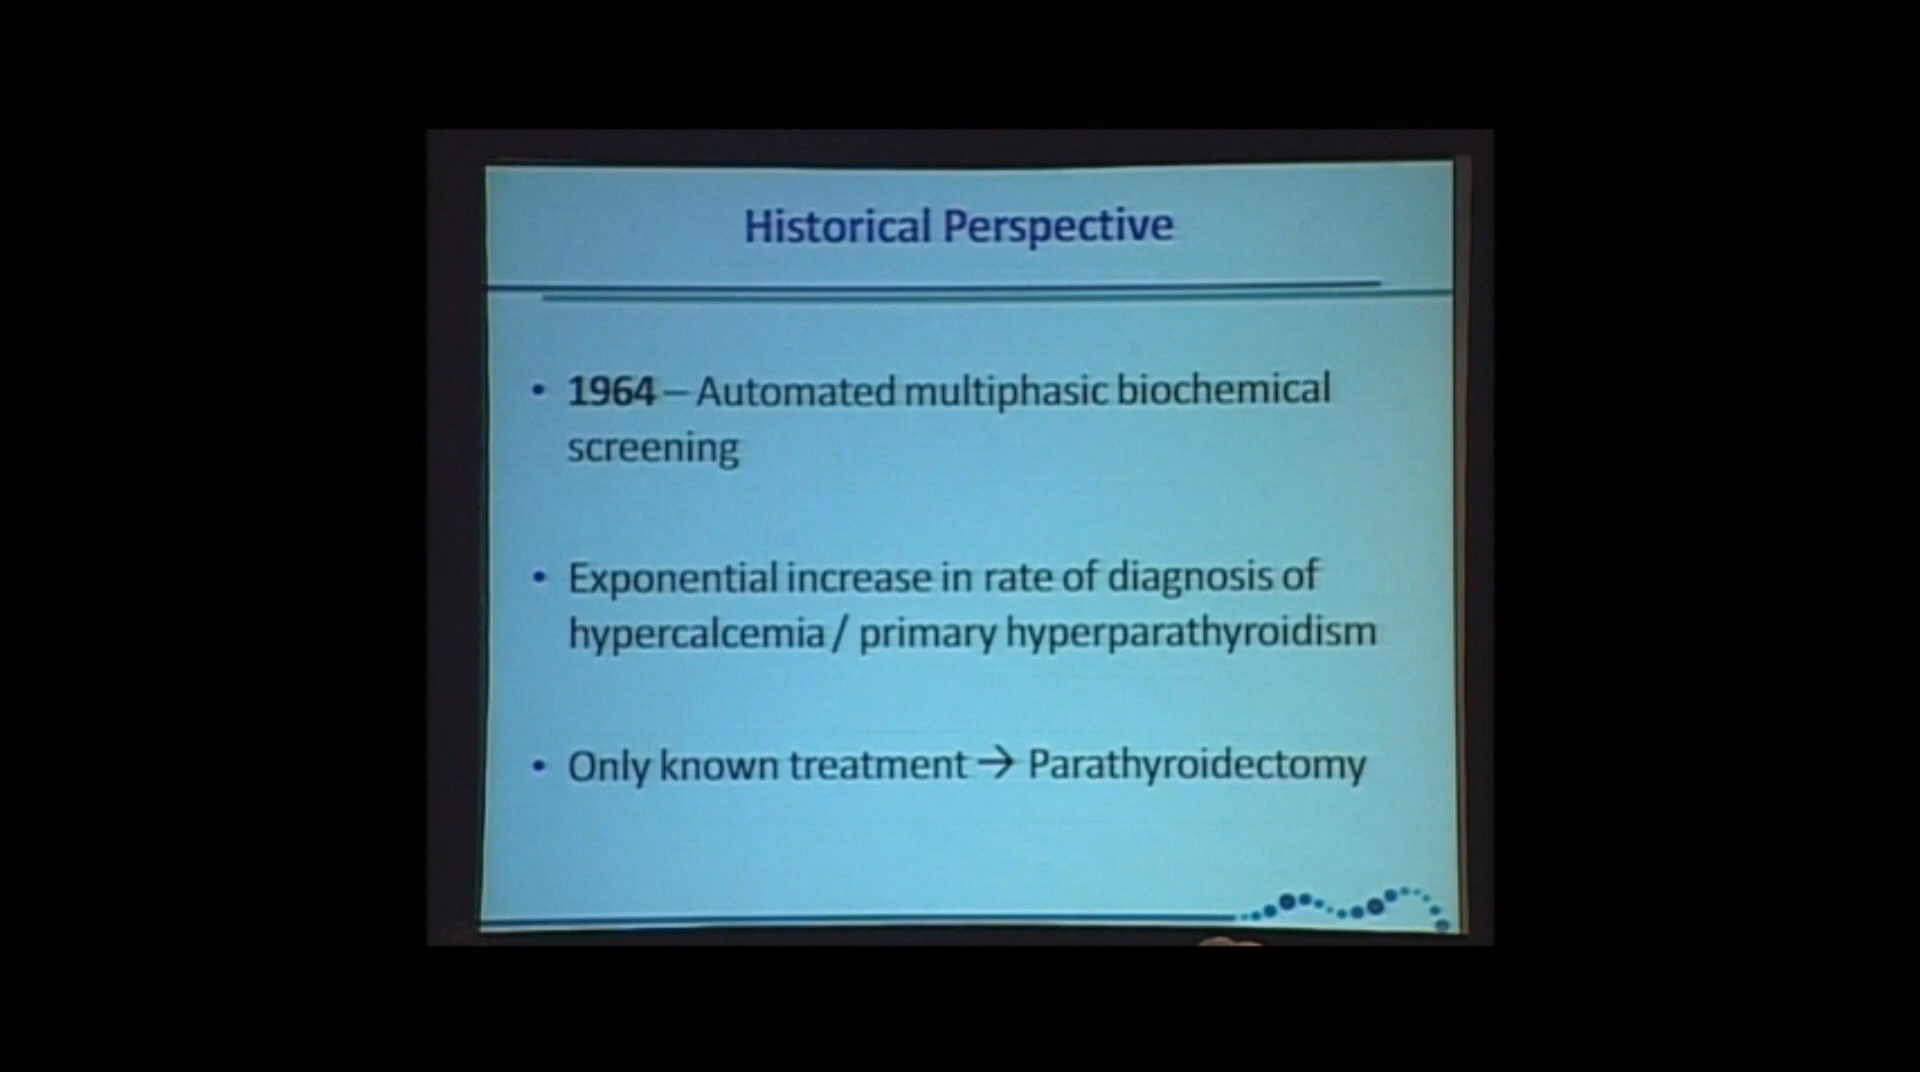 Historical Perspective
• 1964 – Automated multiphasic biochemical
screening
• Exponential increase in rate of diagnosis of
hypercalcemia / primary hyperparathyroidism
• Only known treatment → Parathyroidectomy